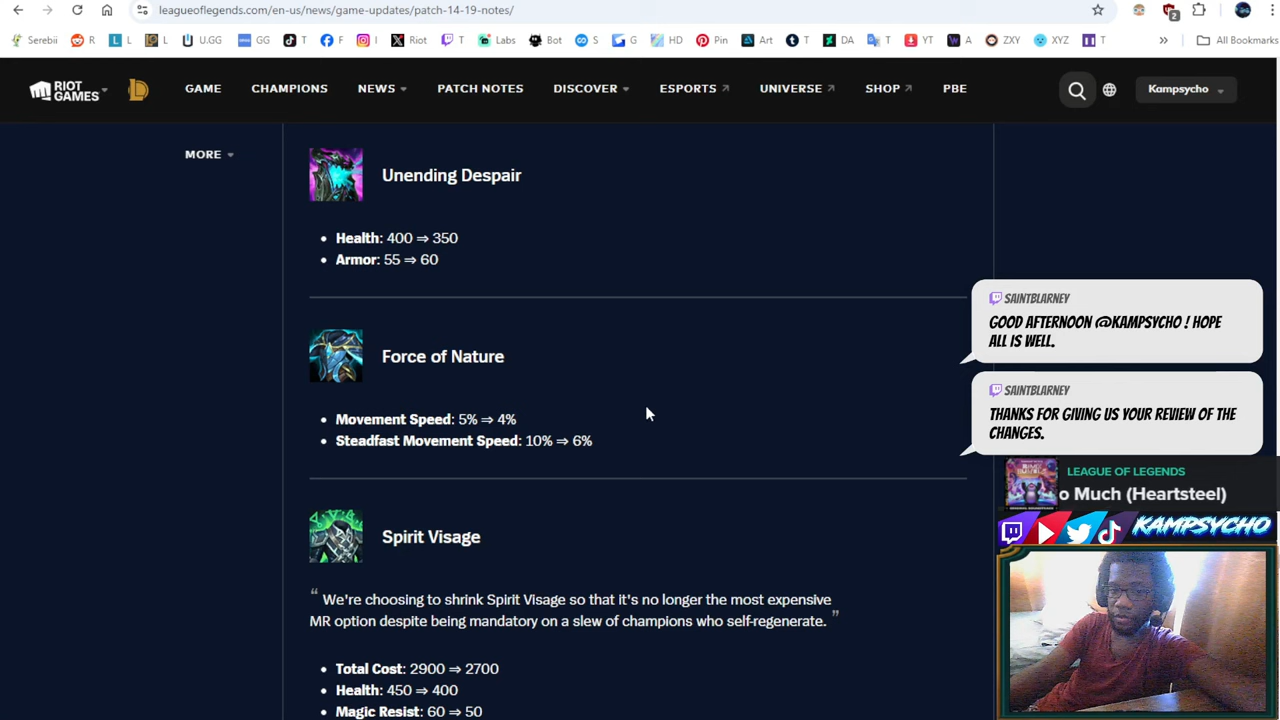 leagueoflegends.com/en-us/news/game-updates/patch-14-19-notes/
2
Serebii R L L U.GG GG T F I Riot T Labs Bot S G HD Pin Art T DA T YT A ZXY XYZ T » All Bookmarks
RIOT GAMES GAME CHAMPIONS NEWS PATCH NOTES DISCOVER ESPORTS UNIVERSE SHOP PBE Kampsycho
MORE
Unending Despair
• Health: 400 ⇒ 350
• Armor: 55 ⇒ 60
Force of Nature
• Movement Speed: 5% ⇒ 4%
• Steadfast Movement Speed: 10% ⇒ 6%
Spirit Visage
“ We're choosing to shrink Spirit Visage so that it's no longer the most expensive
MR option despite being mandatory on a slew of champions who self-regenerate. ”
• Total Cost: 2900 ⇒ 2700
• Health: 450 ⇒ 400
• Magic Resist: 60 ⇒ 50
SAINTBLARNEY
GOOD AFTERNOON @KAMPSYCHO ! HOPE
ALL IS WELL.
SAINTBLARNEY
THANKS FOR GIVING US YOUR REVIEW OF THE
CHANGES.
LEAGUE OF LEGENDS
o Much (Heartsteel)
KAMPSYCHO